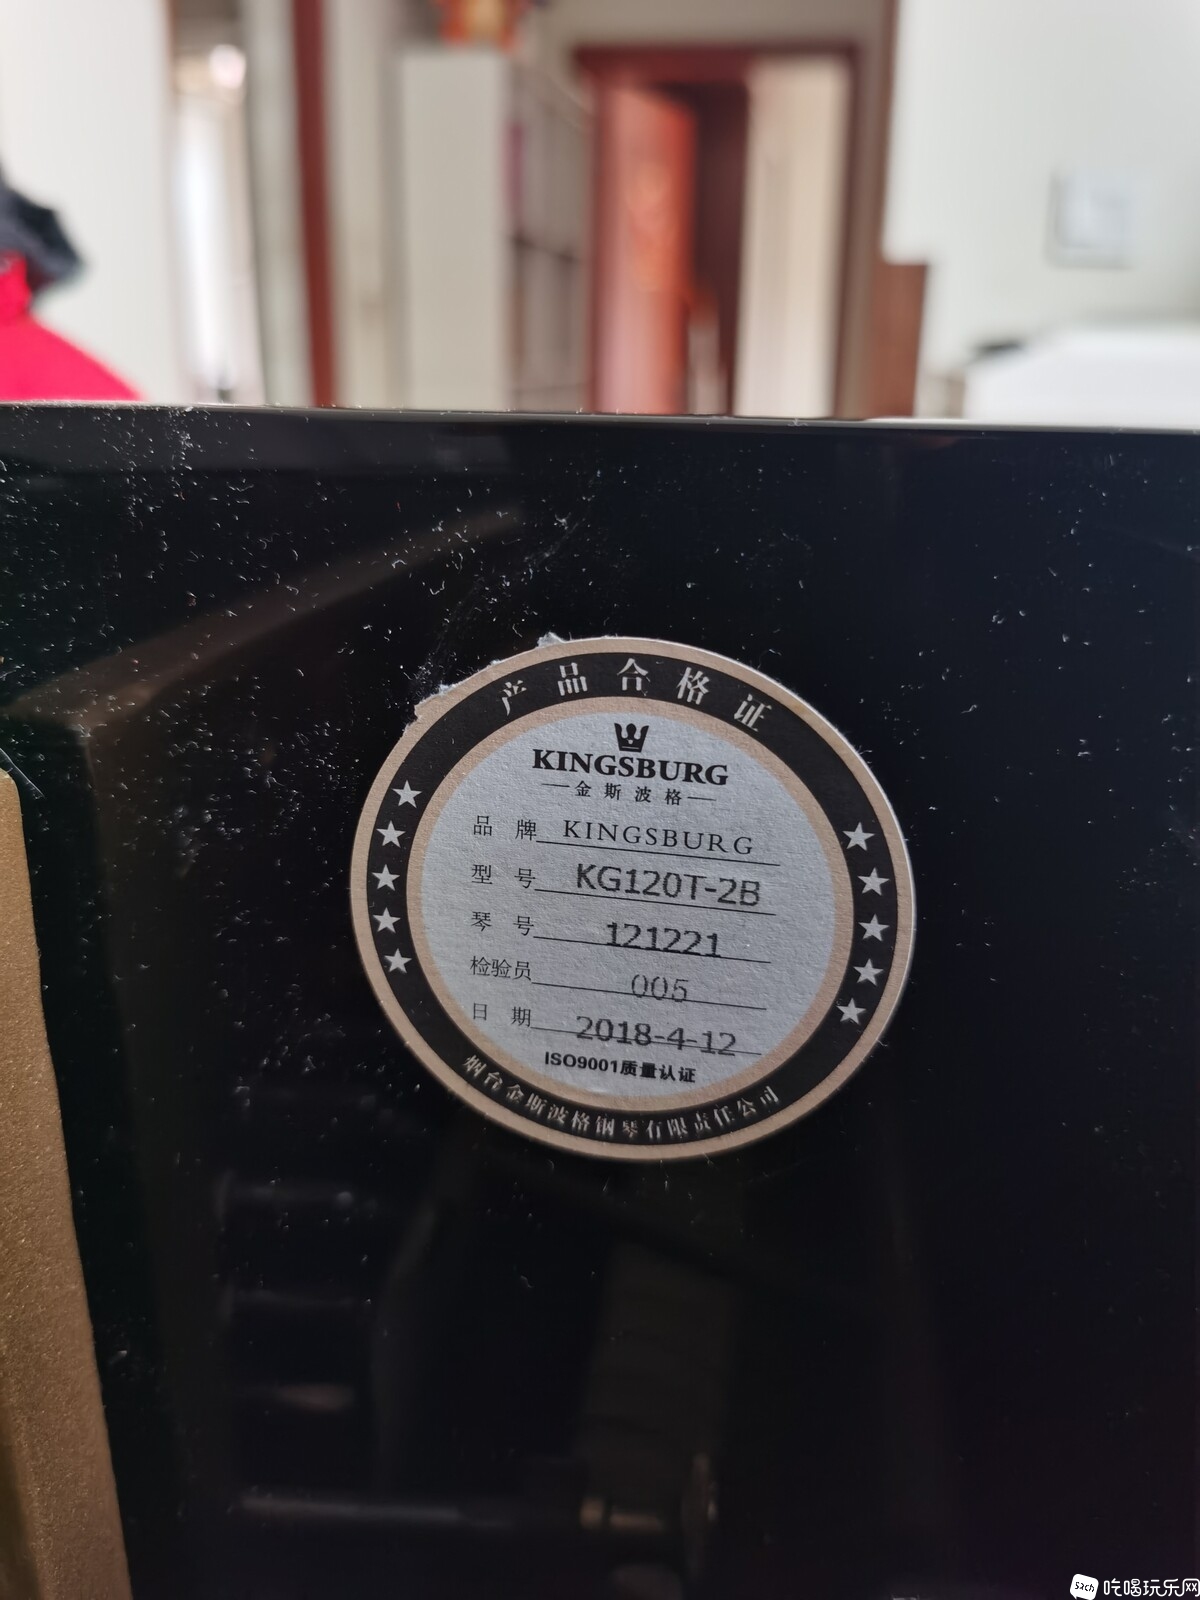 产品合格证
KINGSBURG
金斯波格
品 牌 KINGSBURG
型 号 KG120T-2B
琴 号 121221
检验员 005
日 期 2018-4-12
ISO9001质量认证
烟台金斯波格钢琴有限责任公司
52ch 吃喝玩乐网